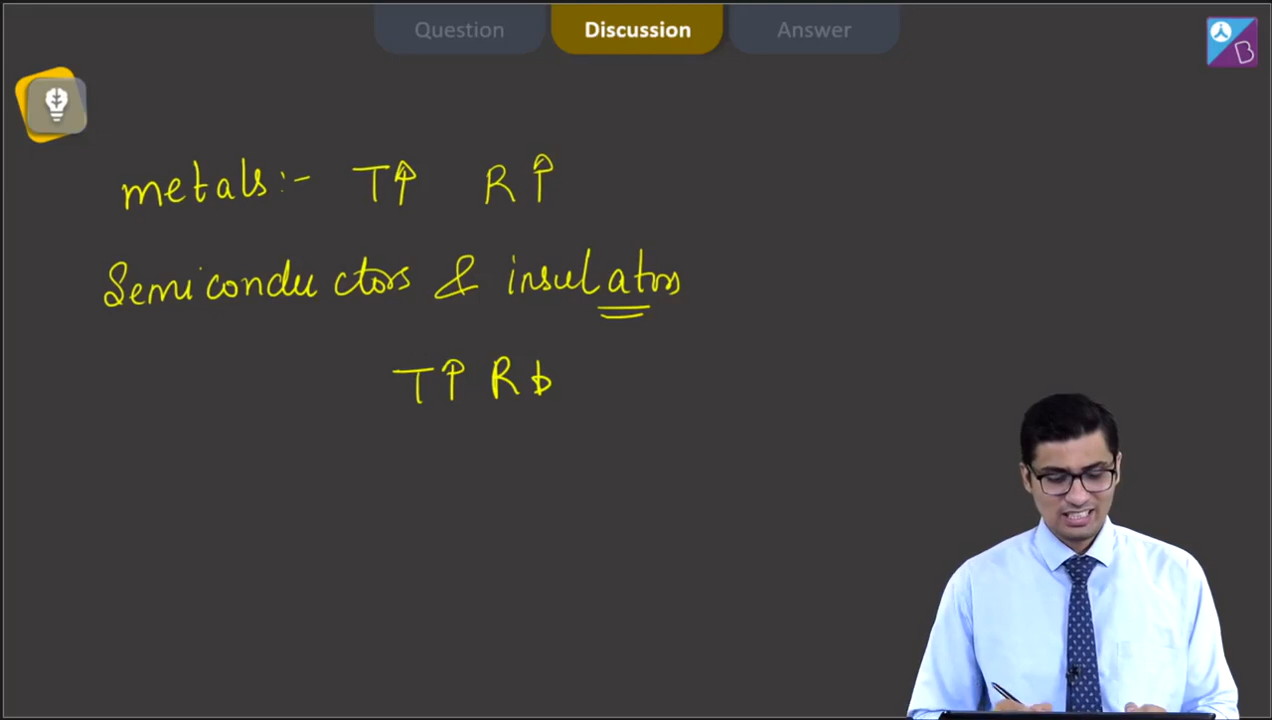 Question Discussion Answer
B
metals:- T↑ R↑
Semiconductors & insulators
T↑ R↓